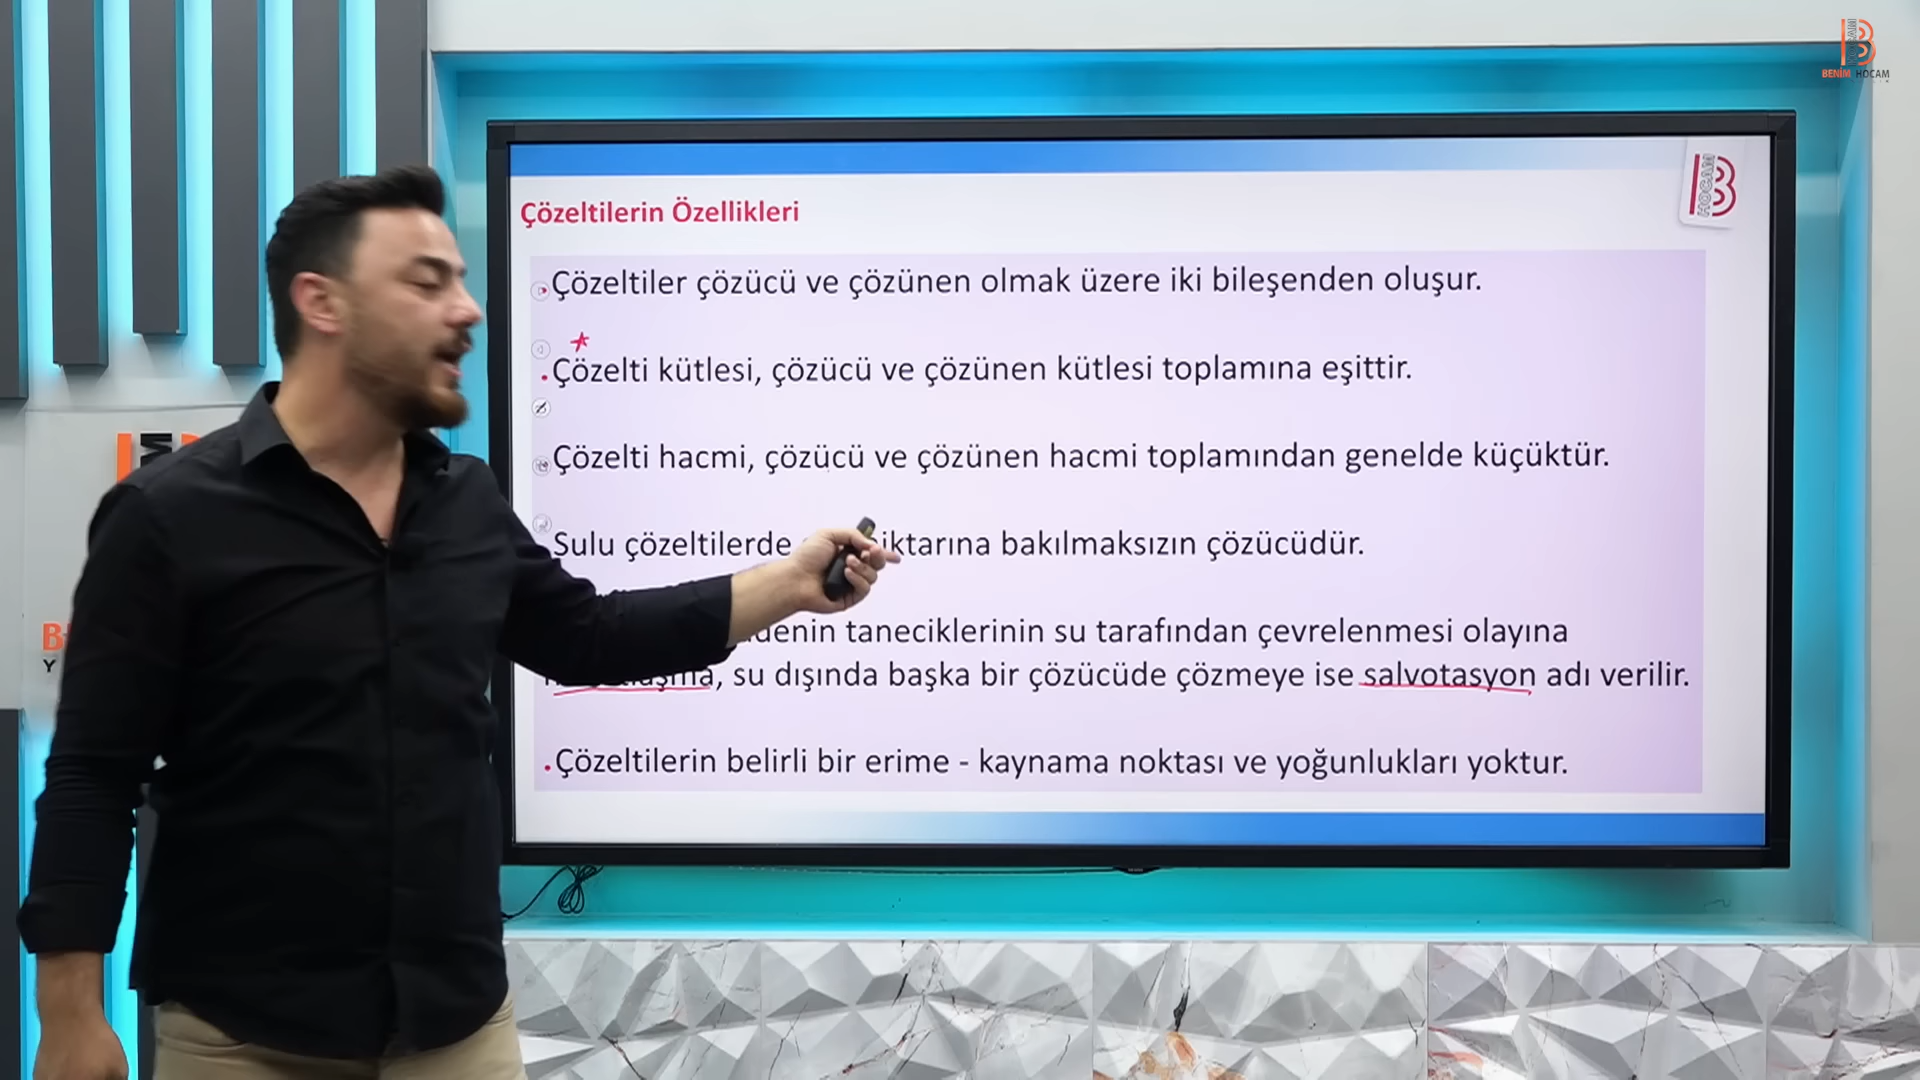 BENİM HOCAM
HOCAM
Çözeltilerin Özellikleri
Çözeltiler çözücü ve çözünen olmak üzere iki bileşenden oluşur.
Çözelti kütlesi, çözücü ve çözünen kütlesi toplamına eşittir.
Çözelti hacmi, çözücü ve çözünen hacmi toplamından genelde küçüktür.
Sulu çözeltilerde bakılmaksızın çözücüdür.
taneciklerinin su tarafından çevrelenmesi olayına
su dışında başka bir çözücüde çözmeye ise salvotasyon adı verilir.
Çözeltilerin belirli bir erime - kaynama noktası ve yoğunlukları yoktur.